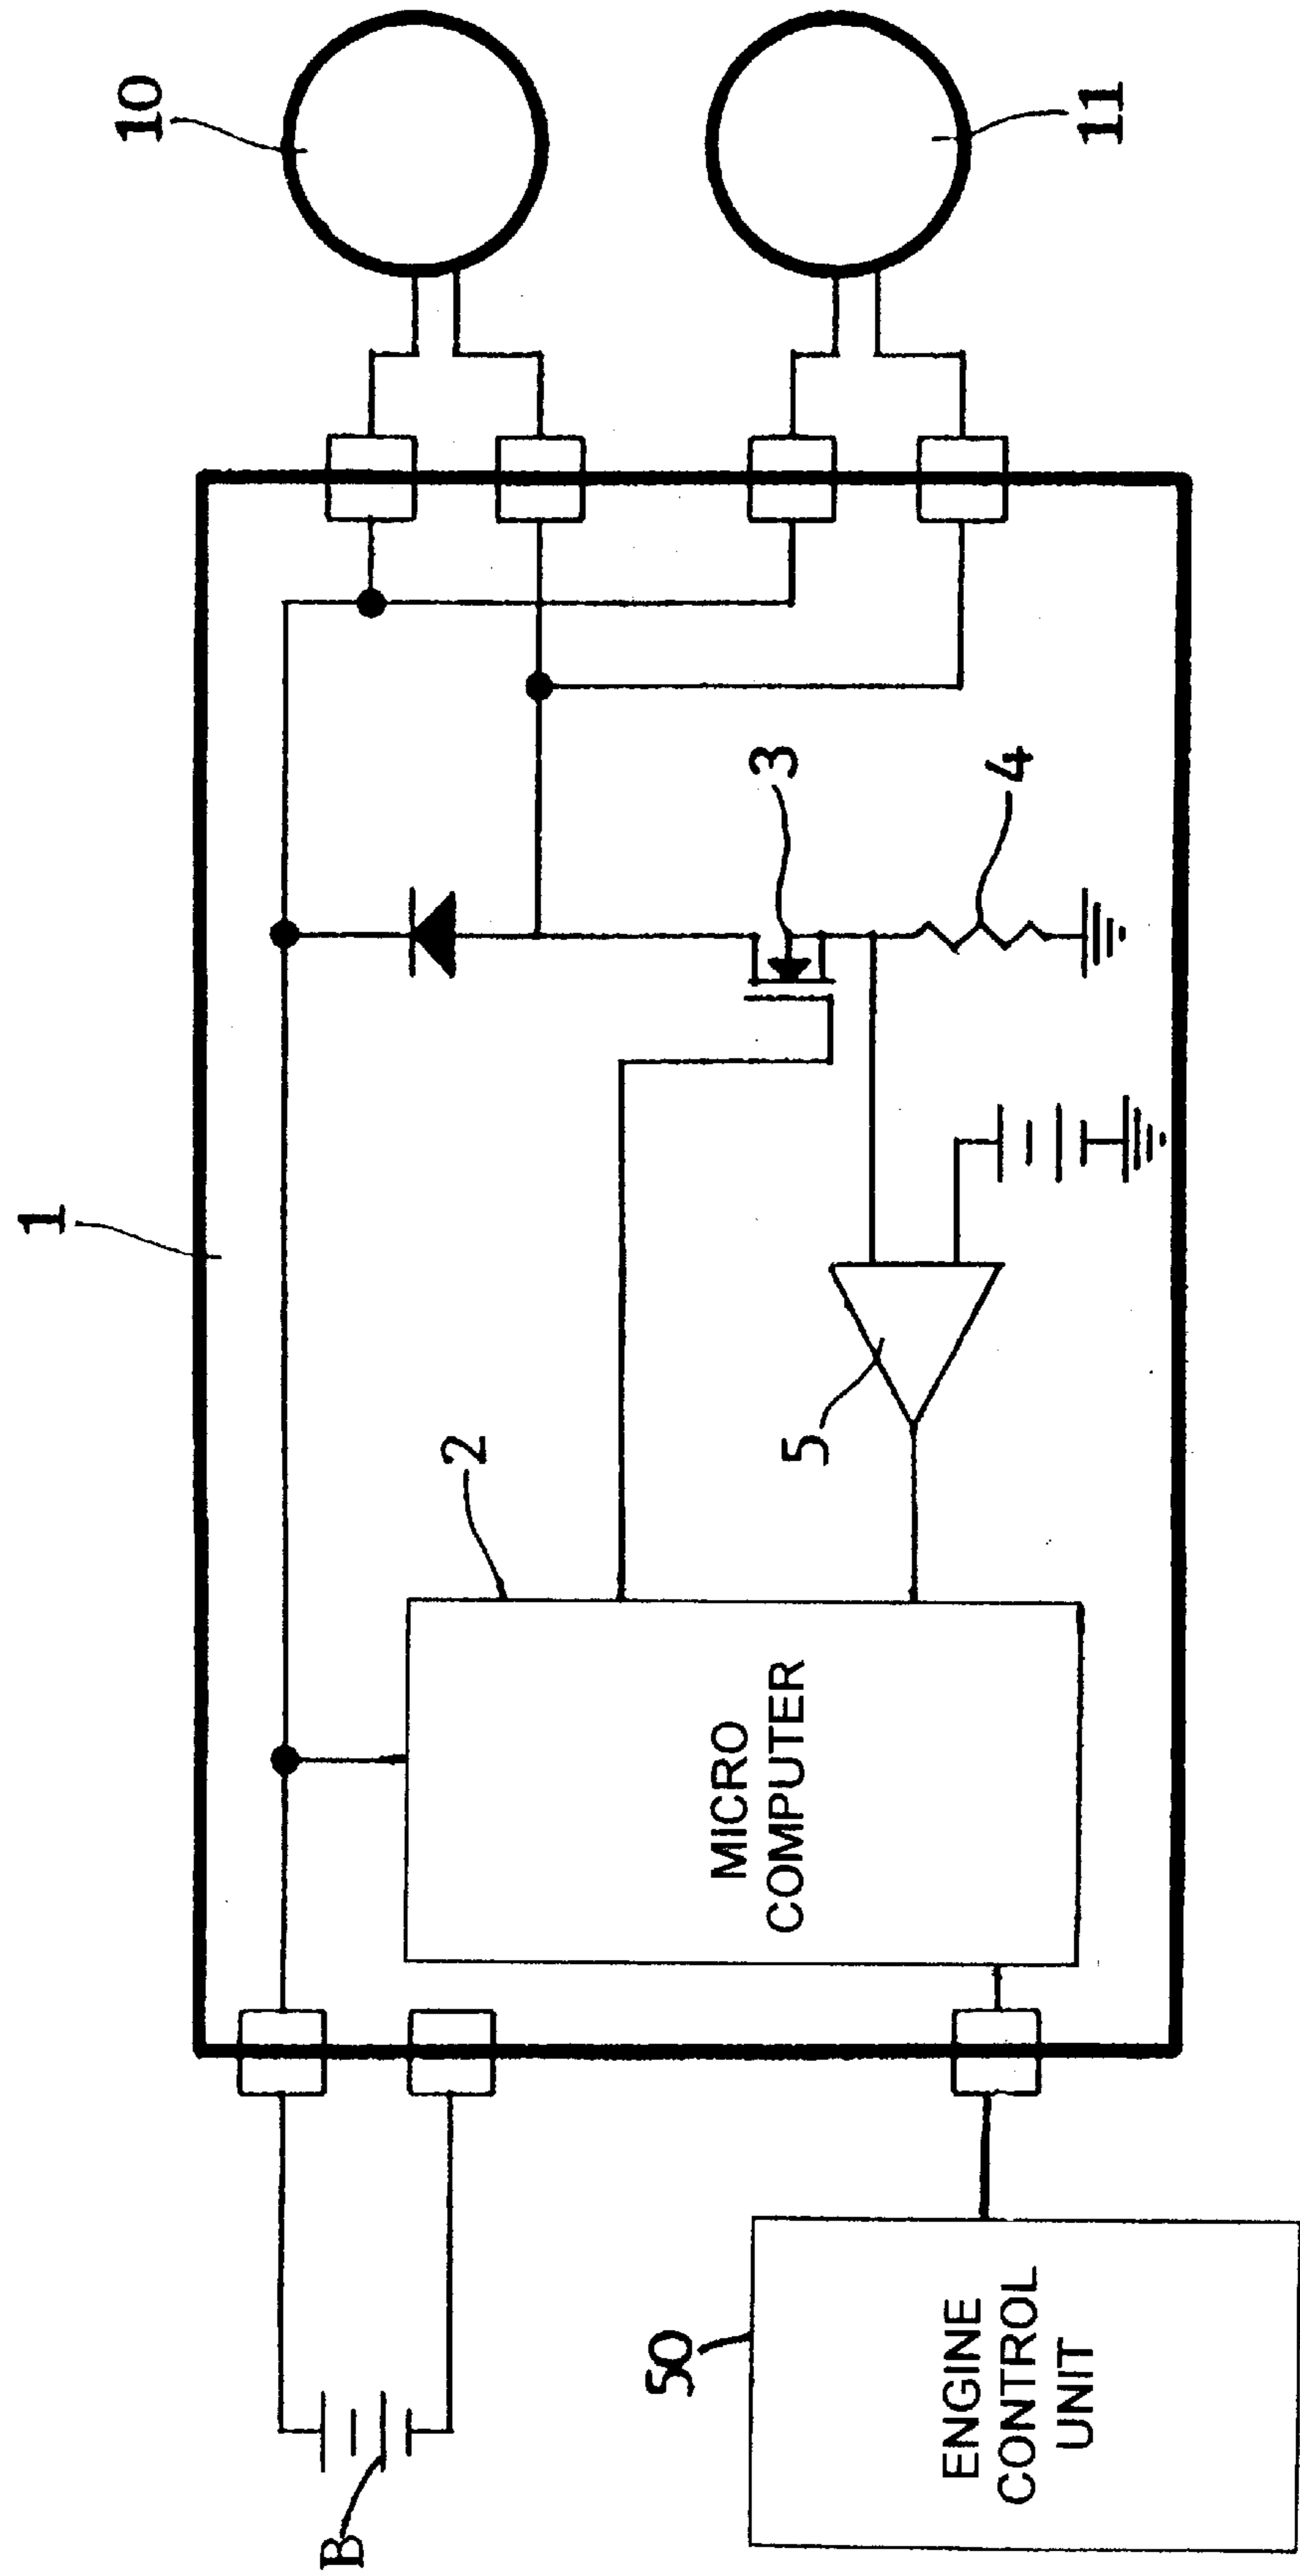 1
10
B
2
3
5
4
11
MICRO
COMPUTER
50
ENGINE
CONTROL
UNIT